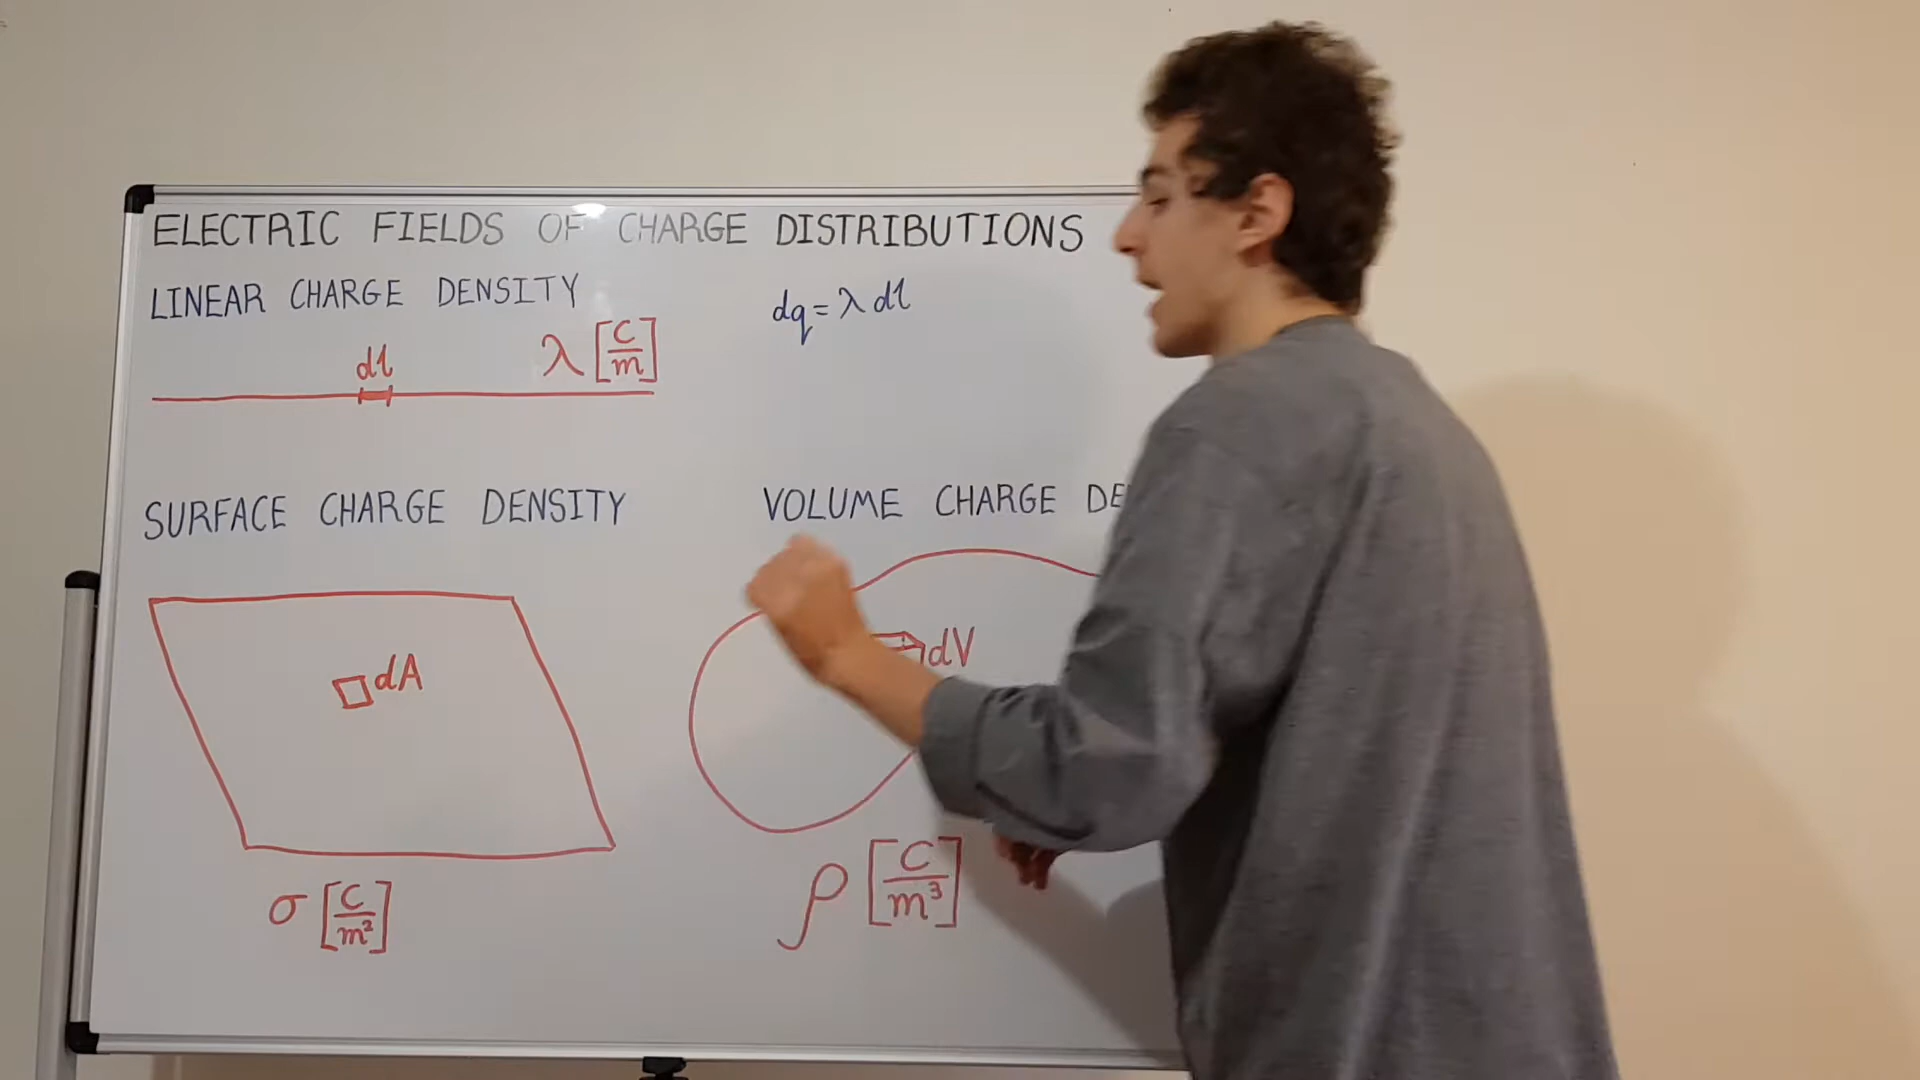 ELECTRIC FIELDS OF CHARGE DISTRIBUTIONS
LINEAR CHARGE DENSITY
dl
λ [C/m]
dq = λ dl
SURFACE CHARGE DENSITY
dA
σ [C/m²]
VOLUME CHARGE
dV
ρ [C/m³]